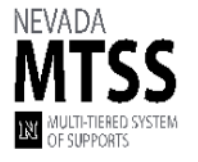 NEVADA
MTSS
N MULTI-TIERED SYSTEM
OF SUPPORTS